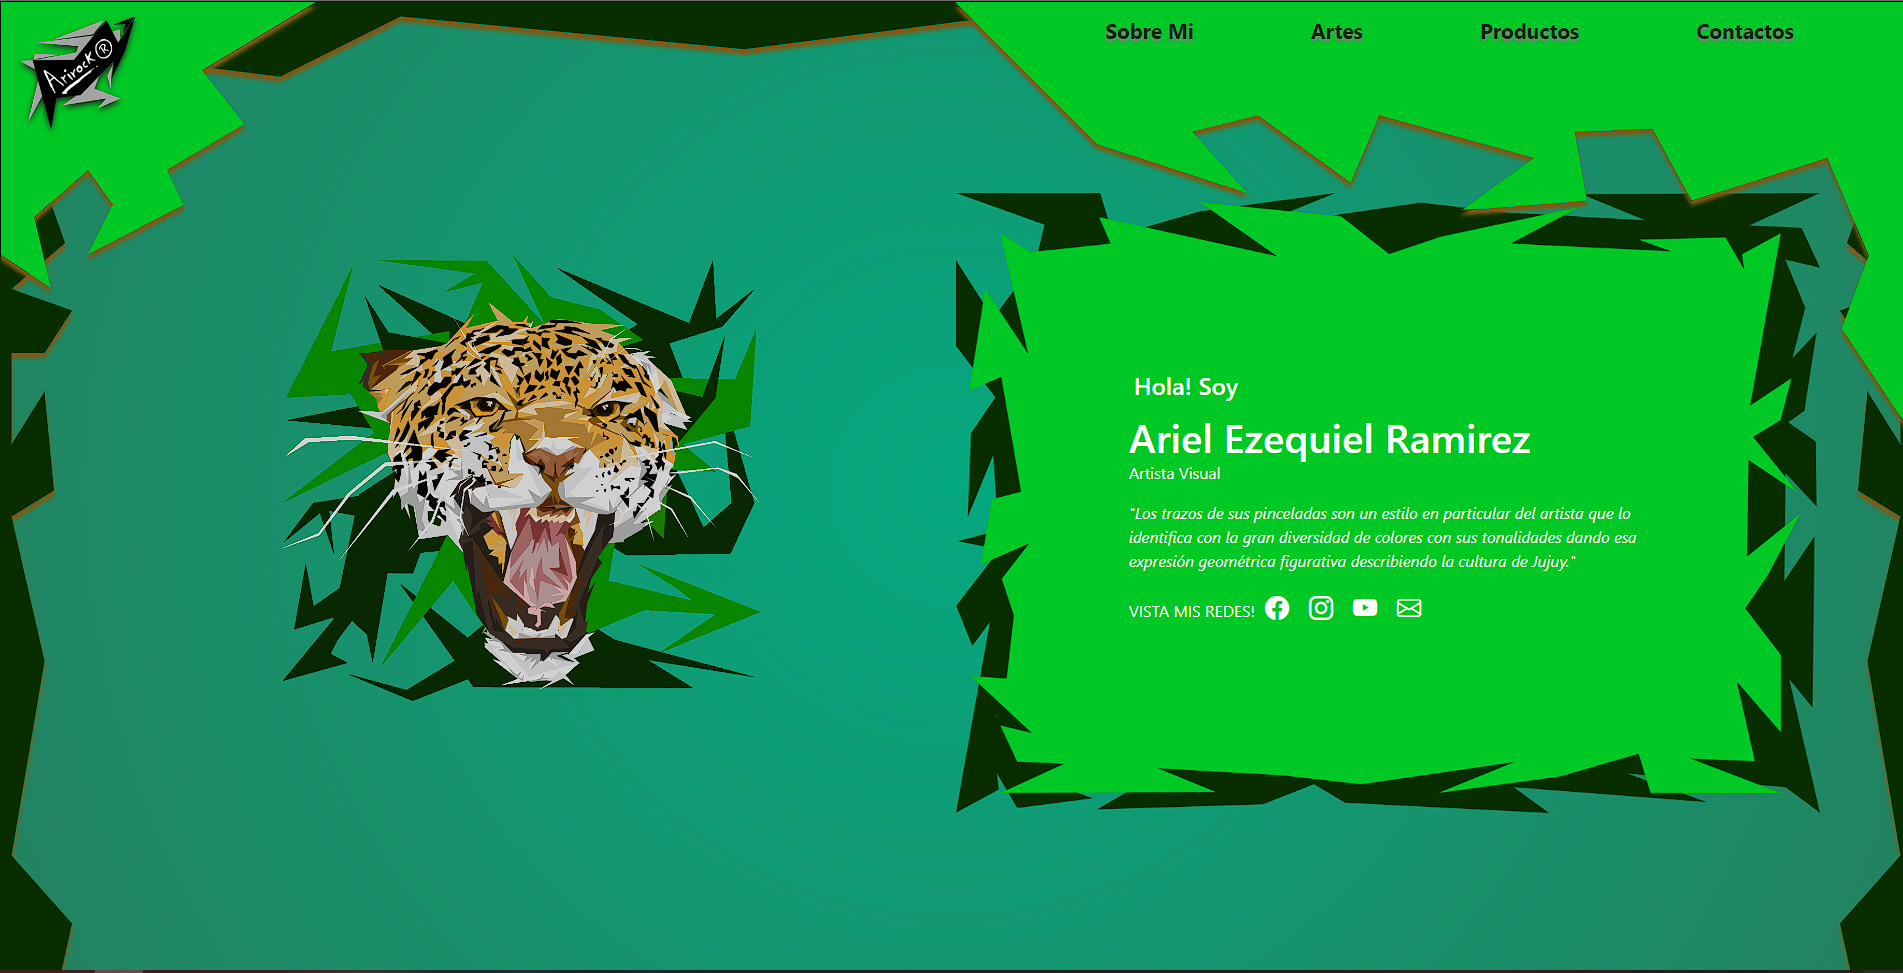 Arirock®
Sobre Mi
Artes
Productos
Contactos
Hola! Soy
Ariel Ezequiel Ramirez
Artista Visual
"Los trazos de sus pinceladas son un estilo en particular del artista que lo
identifica con la gran diversidad de colores con sus tonalidades dando esa
expresión geométrica figurativa describiendo la cultura de Jujuy."
VISTA MIS REDES!